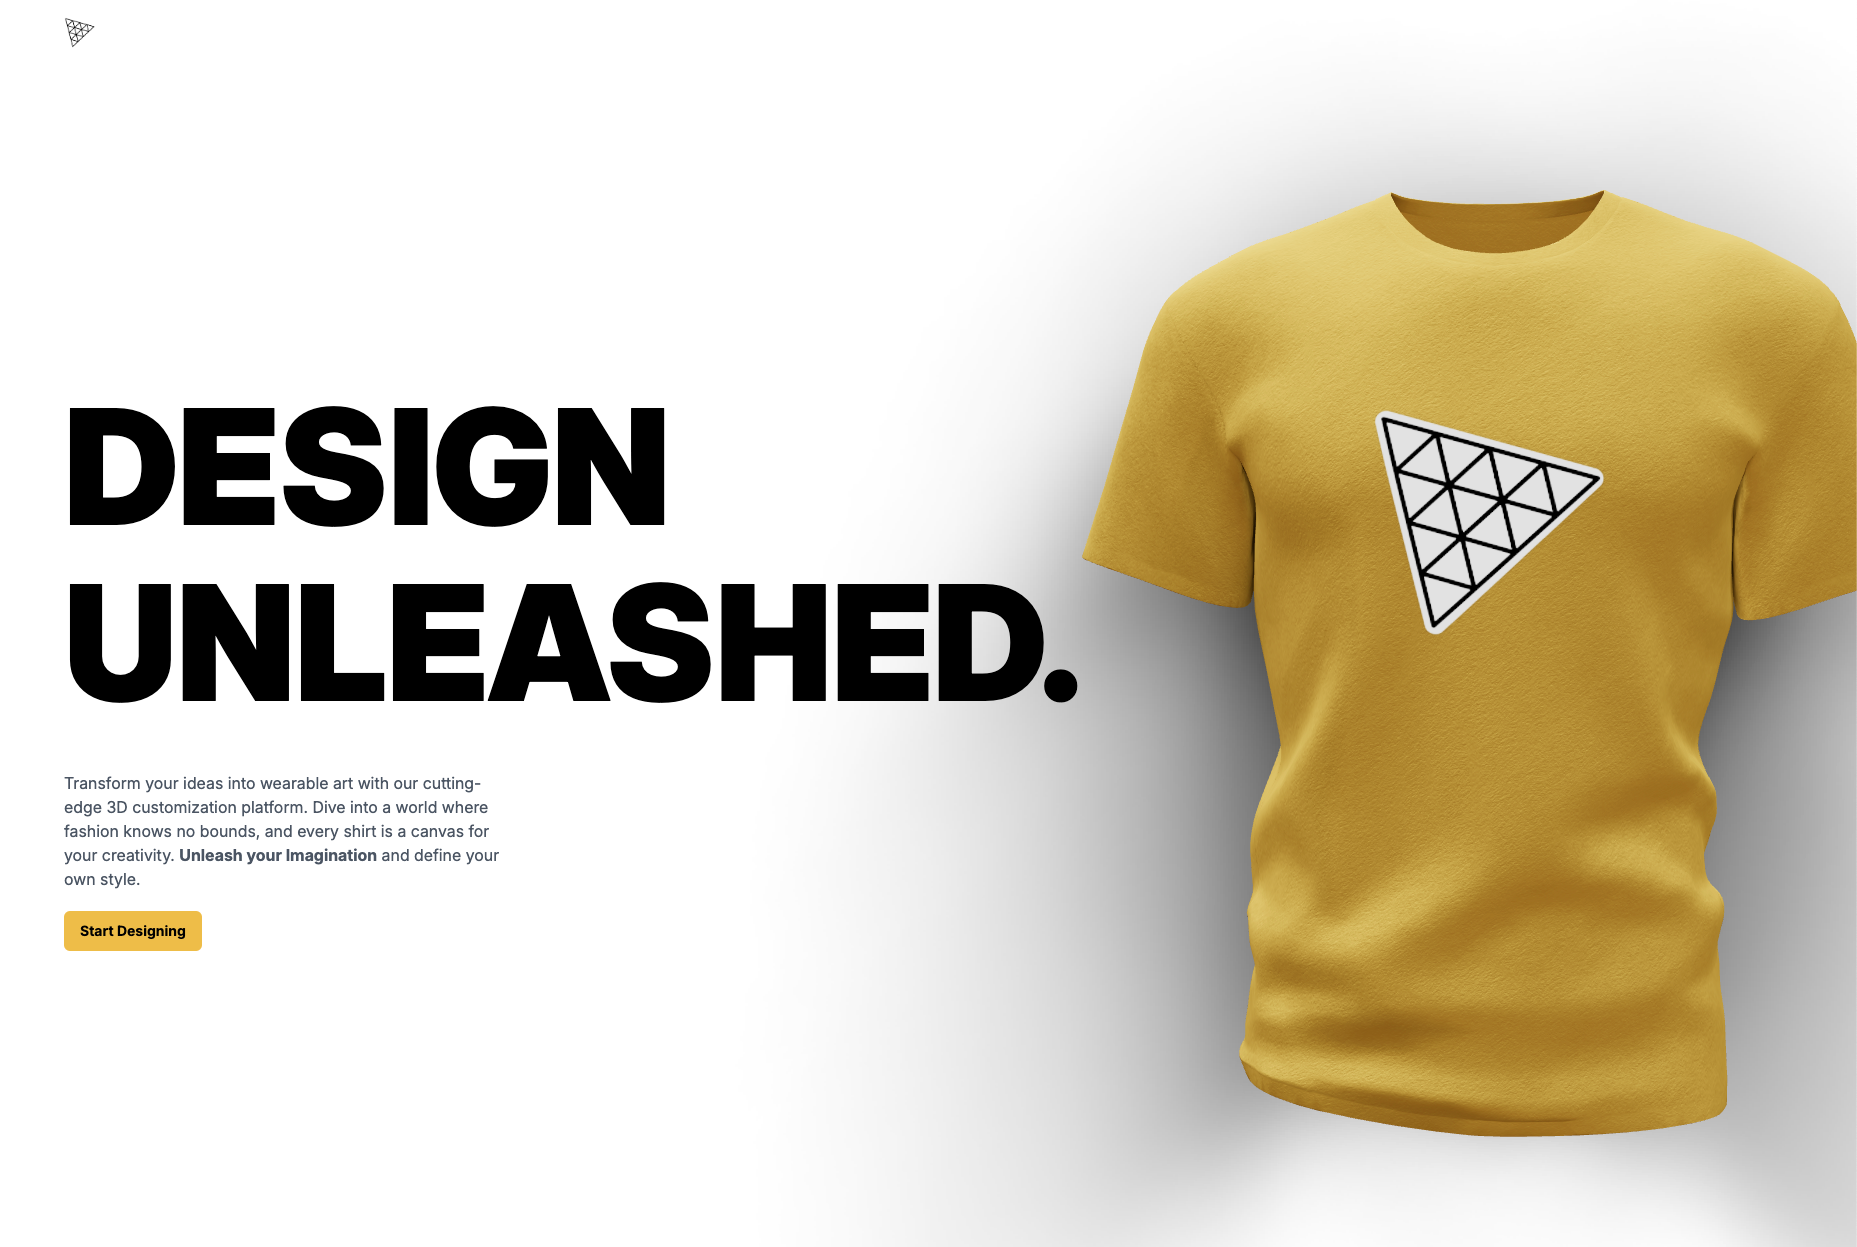 DESIGN
UNLEASHED.
Transform your ideas into wearable art with our cutting-
edge 3D customization platform. Dive into a world where
fashion knows no bounds, and every shirt is a canvas for
your creativity. Unleash your Imagination and define your
own style.
Start Designing